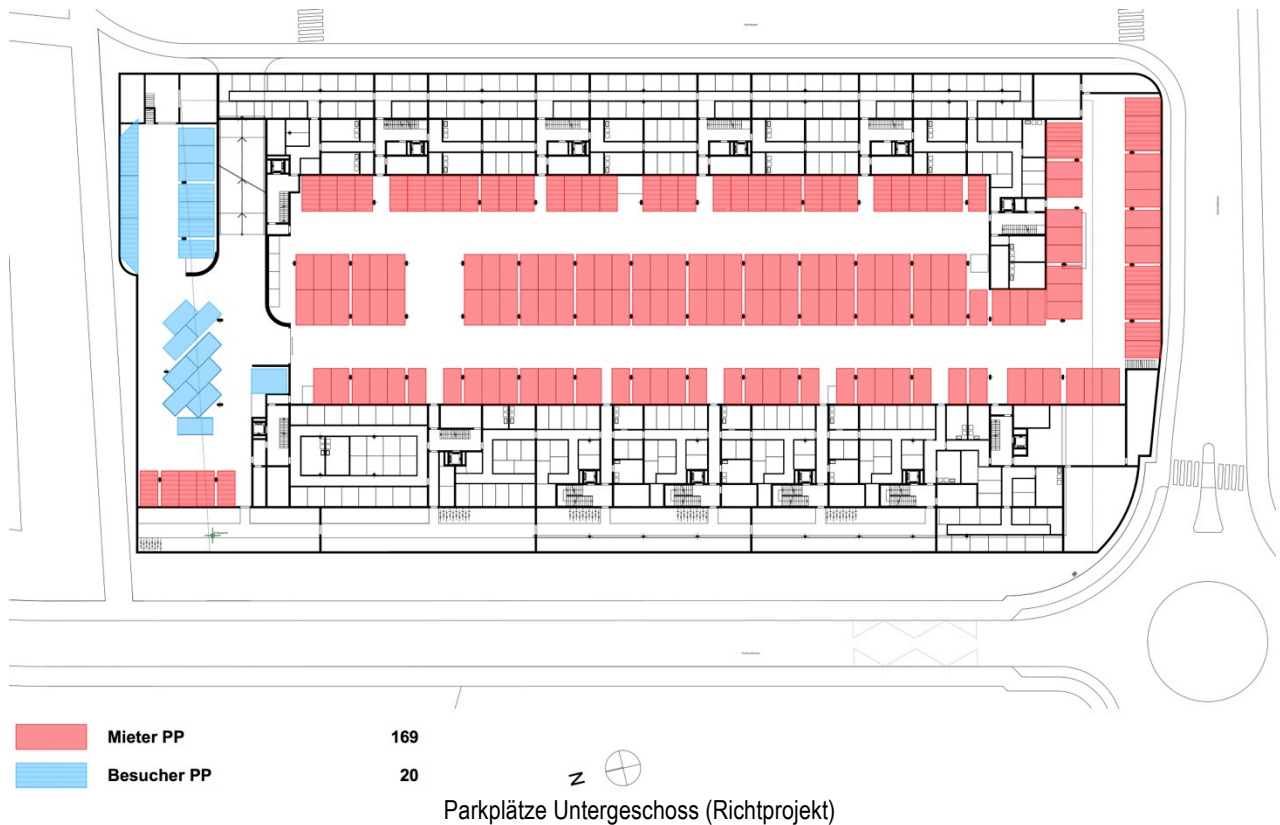 Mieter PP 169
Besucher PP 20
N
Parkplätze Untergeschoss (Richtprojekt)